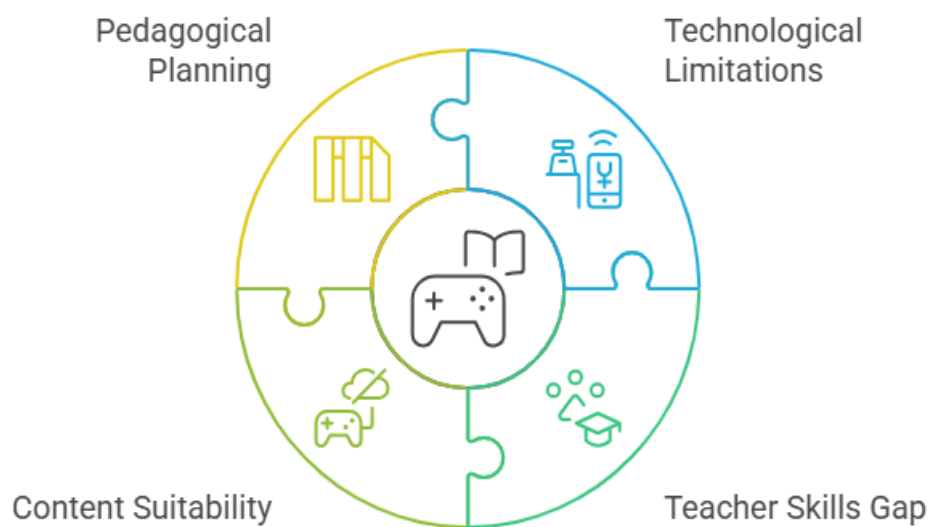 Pedagogical
Planning
Technological
Limitations
Content Suitability
Teacher Skills Gap